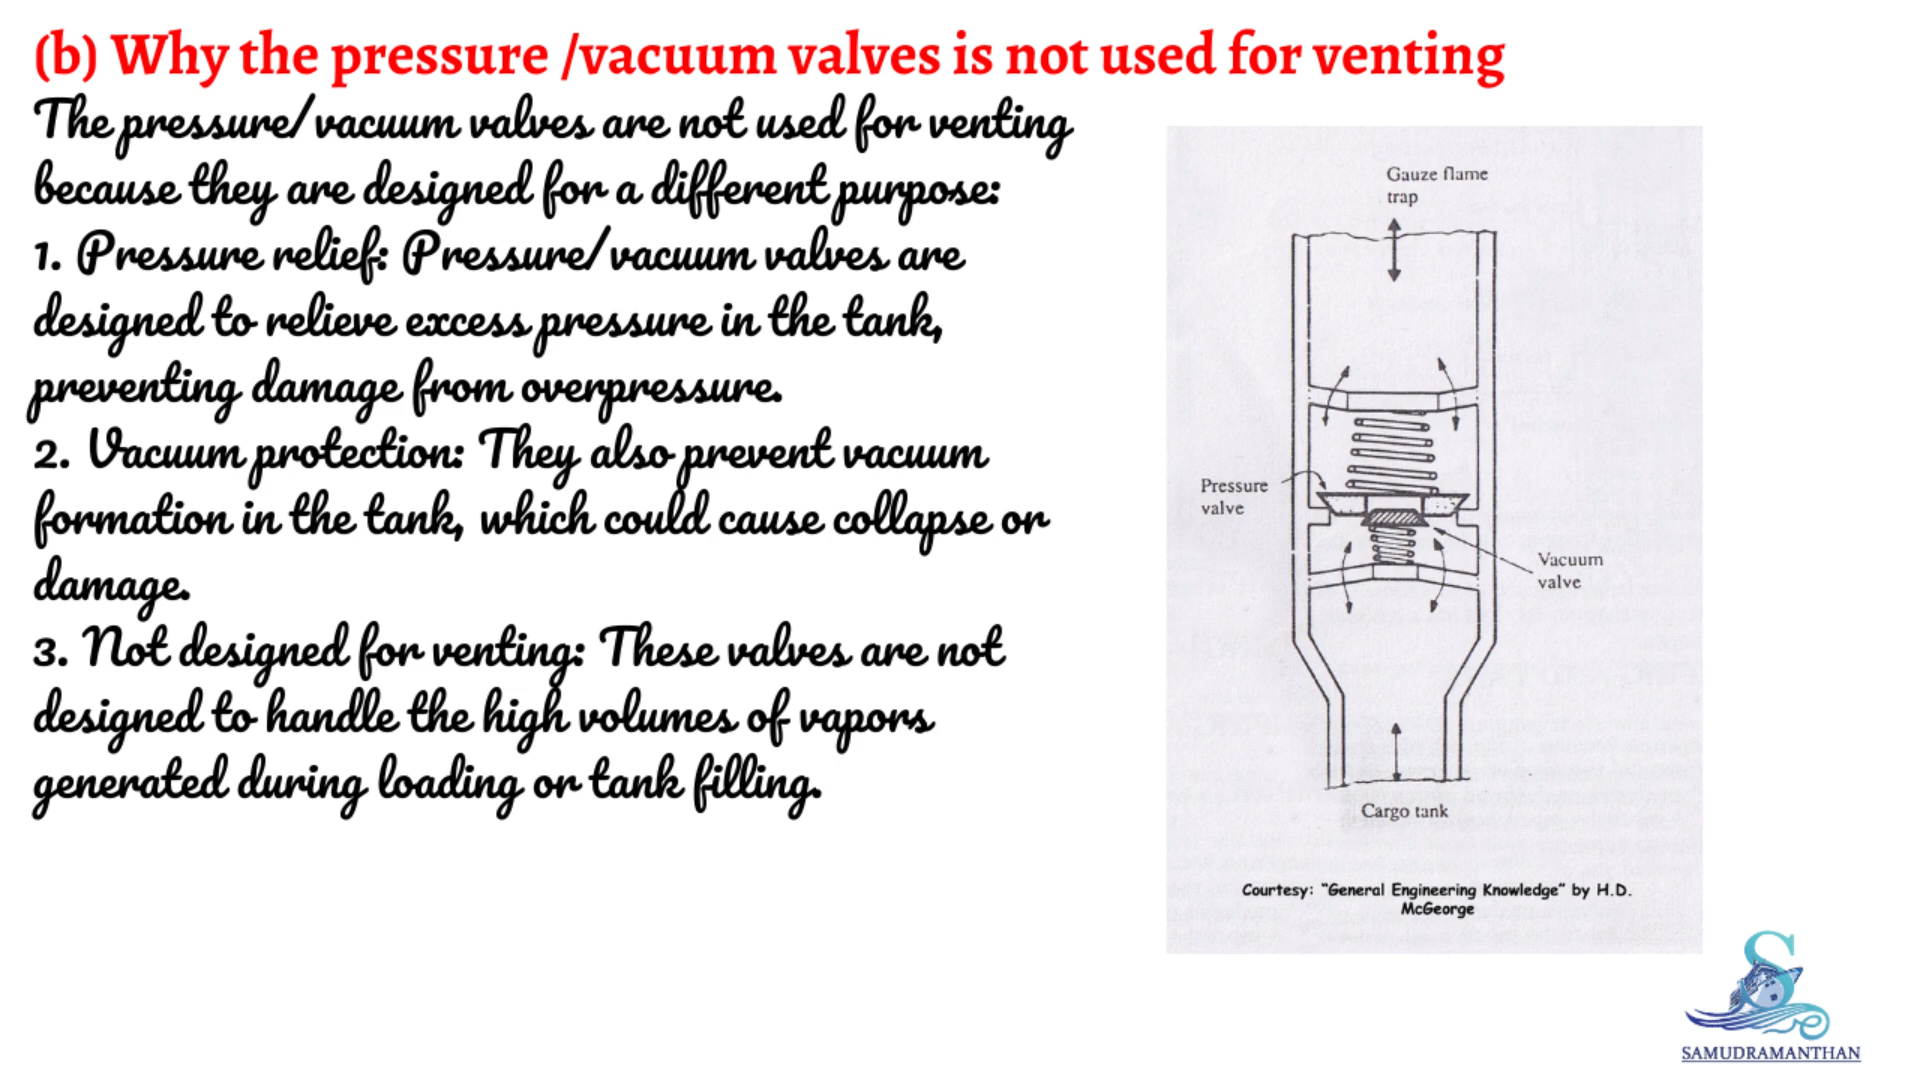 (b) Why the pressure /vacuum valves is not used for venting
The pressure/vacuum valves are not used for venting
because they are designed for a different purpose:
1. Pressure relief: Pressure/vacuum valves are
designed to relieve excess pressure in the tank,
preventing damage from overpressure.
2. Vacuum protection: They also prevent vacuum
formation in the tank, which could cause collapse or
damage.
3. Not designed for venting: These valves are not
designed to handle the high volumes of vapors
generated during loading or tank filling.
Gauze flame
trap
Pressure
valve
Vacuum
valve
Cargo tank
Courtesy: “General Engineering Knowledge” by H.D.
McGeorge
SAMUDRAMANTHAN